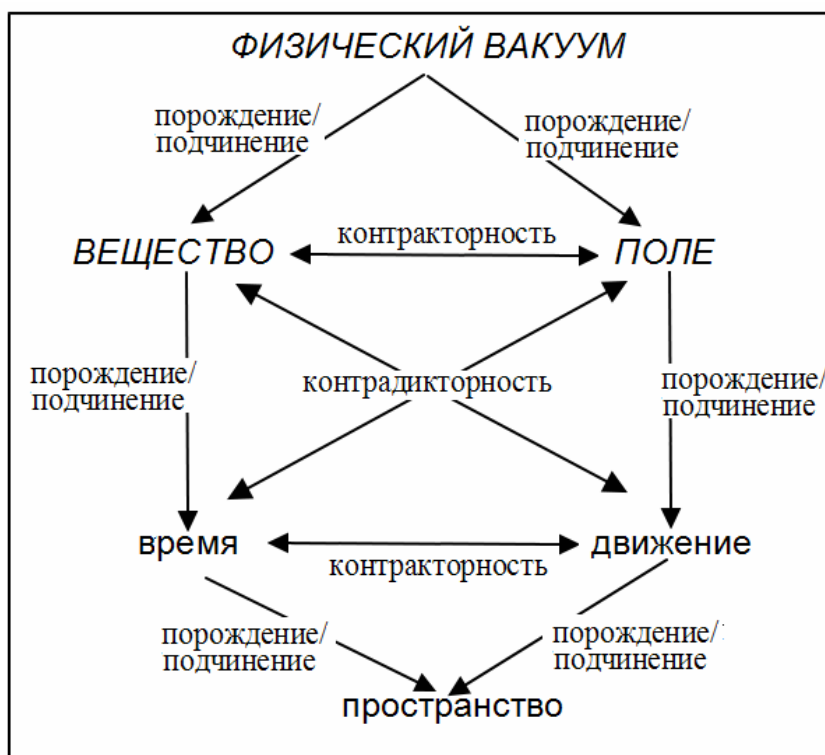 ФИЗИЧЕСКИЙ ВАКУУМ
порождение/
подчинение
порождение/
подчинение
ВЕЩЕСТВО
контракторность
ПОЛЕ
порождение/
подчинение
контрадикторность
порождение/
подчинение
время
контракторность
движение
порождение/
подчинение
порождение/
подчинение
пространство